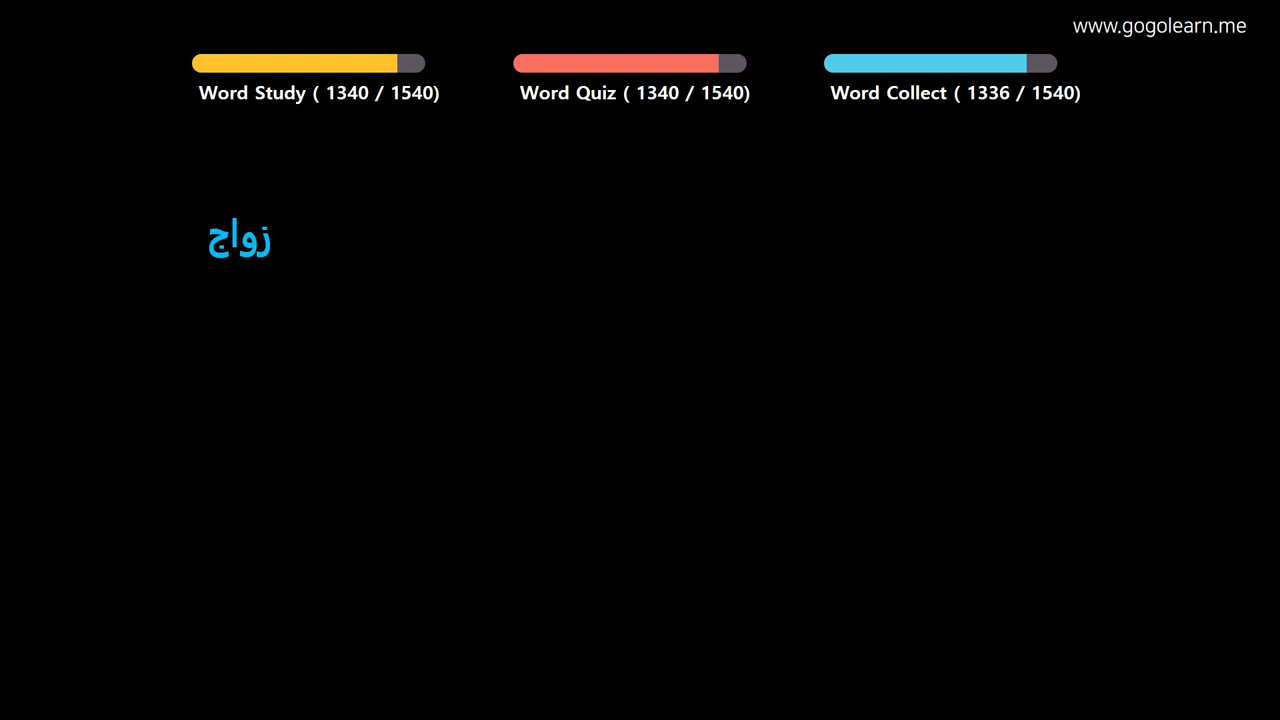 www.gogolearn.me
Word Study ( 1340 / 1540)
Word Quiz ( 1340 / 1540)
Word Collect ( 1336 / 1540)
زواج